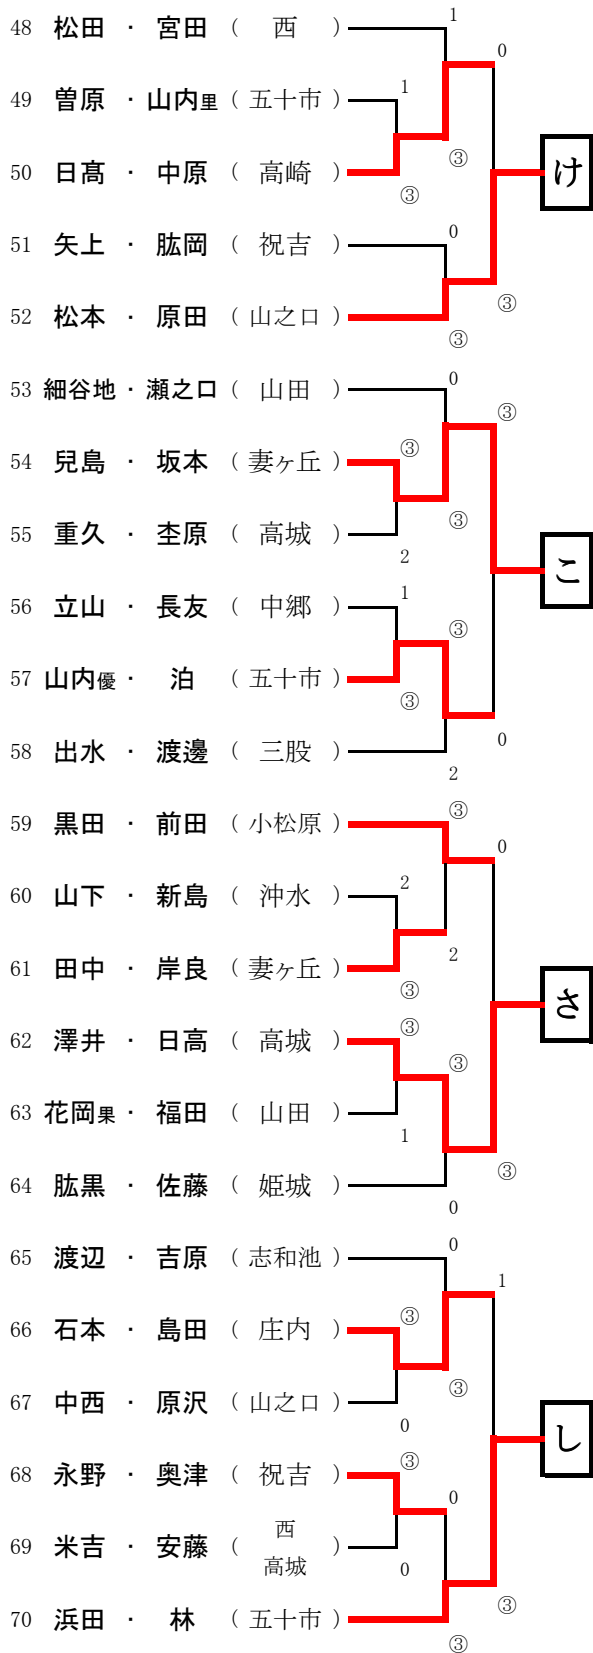 48 松田 ・ 宮田 ( 西 )
1
0
49 曽原 ・ 山内里 ( 五十市 )
1
け
50 日髙 ・ 中原 ( 高崎 )
③
③
51 矢上 ・ 肱岡 ( 祝吉 )
0
③
52 松本 ・ 原田 ( 山之口 )
③
53 細谷地 ・ 瀬之口 ( 山田 )
0
③
54 兒島 ・ 坂本 ( 妻ヶ丘 )
③
③
55 重久 ・ 杢原 ( 高城 )
2
こ
56 立山 ・ 長友 ( 中郷 )
1
③
57 山内優 ・ 泊 ( 五十市 )
③
0
58 出水 ・ 渡邊 ( 三股 )
2
59 黒田 ・ 前田 ( 小松原 )
③
0
60 山下 ・ 新島 ( 沖水 )
2
2
61 田中 ・ 岸良 ( 妻ヶ丘 )
③
さ
62 澤井 ・ 日高 ( 高城 )
③
③
63 花岡果 ・ 福田 ( 山田 )
1
③
64 肱黒 ・ 佐藤 ( 姫城 )
0
65 渡辺 ・ 吉原 ( 志和池 )
0
1
66 石本 ・ 島田 ( 庄内 )
③
③
67 中西 ・ 原沢 ( 山之口 )
0
し
68 永野 ・ 奥津 ( 祝吉 )
③
0
69 米吉 ・ 安藤 ( 西 高城 )
0
③
70 浜田 ・ 林 ( 五十市 )
③